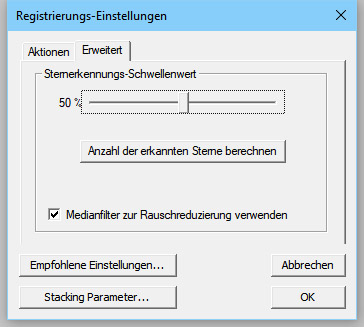 Registrierungs-Einstellungen
Aktionen
Erweitert
Sternerkennungs-Schwellenwert
50 %
Anzahl der erkannten Sterne berechnen
Medianfilter zur Rauschreduzierung verwenden
Empfohlene Einstellungen...
Abbrechen
Stacking Parameter...
OK